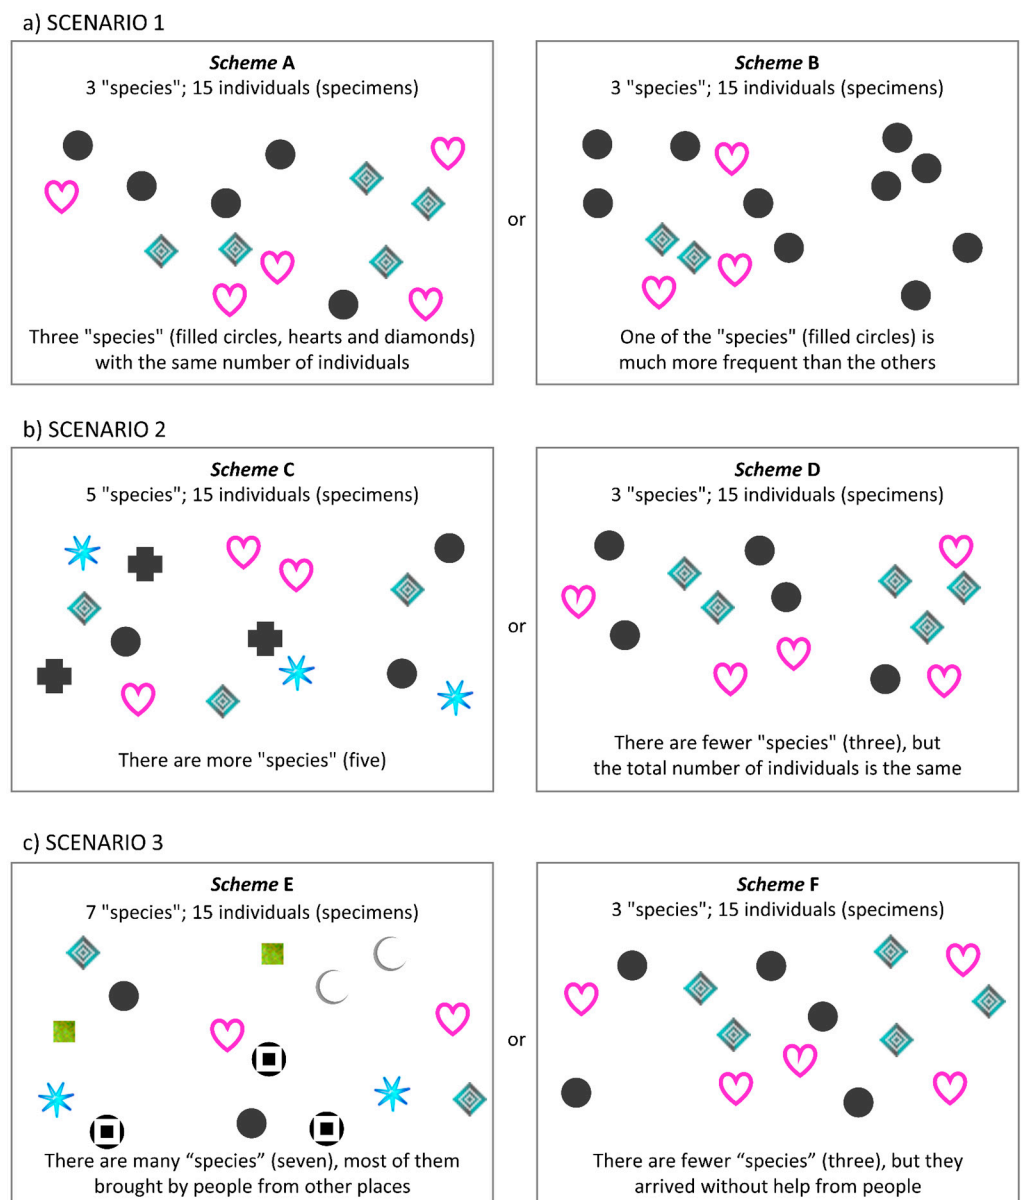 a) SCENARIO 1
Scheme A
3 "species"; 15 individuals (specimens)
Three "species" (filled circles, hearts and diamonds)
with the same number of individuals
or
Scheme B
3 "species"; 15 individuals (specimens)
One of the "species" (filled circles) is
much more frequent than the others
b) SCENARIO 2
Scheme C
5 "species"; 15 individuals (specimens)
There are more "species" (five)
or
Scheme D
3 "species"; 15 individuals (specimens)
There are fewer "species" (three), but
the total number of individuals is the same
c) SCENARIO 3
Scheme E
7 "species"; 15 individuals (specimens)
There are many “species” (seven), most of them
brought by people from other places
or
Scheme F
3 "species"; 15 individuals (specimens)
There are fewer “species” (three), but they
arrived without help from people